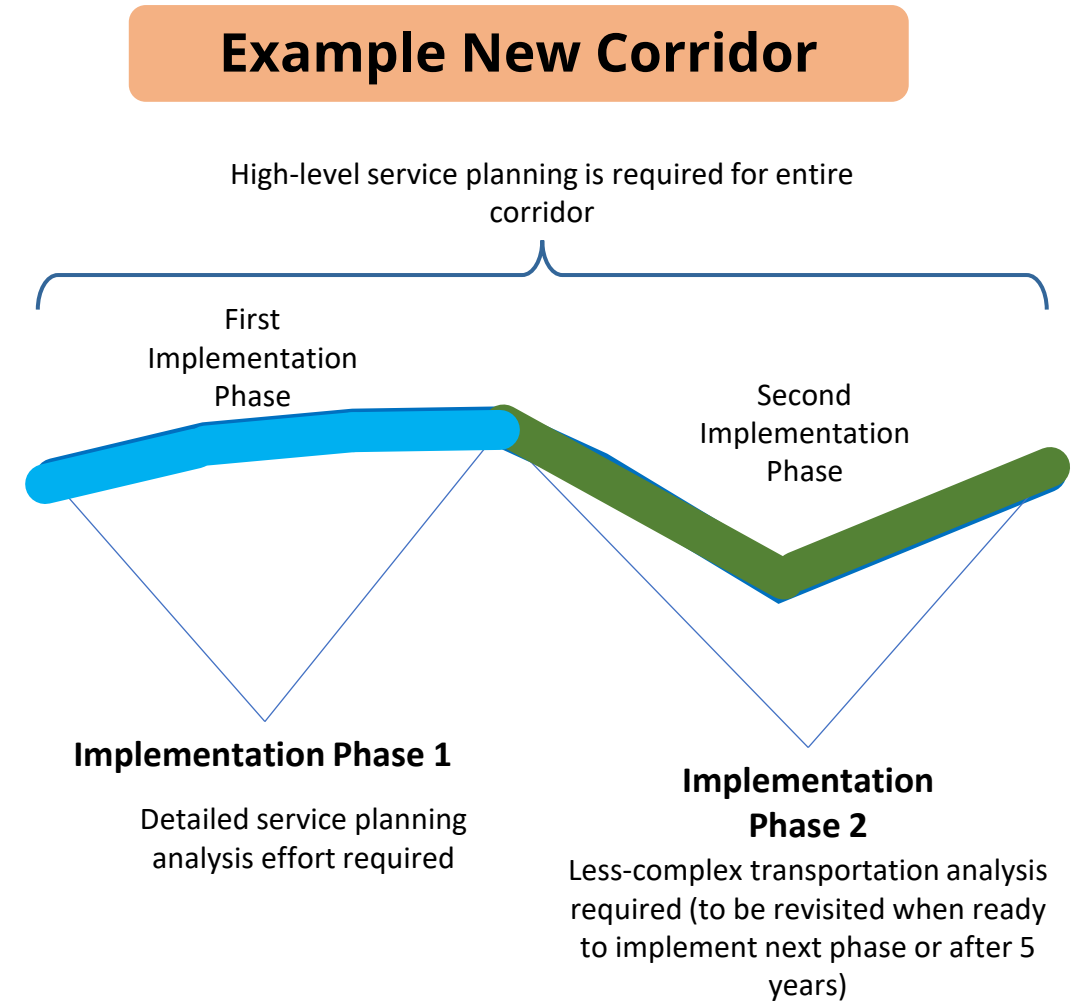 Example New Corridor
High-level service planning is required for entire
corridor
First
Implementation
Phase
Second
Implementation
Phase
Implementation Phase 1
Detailed service planning
analysis effort required
Implementation
Phase 2
Less-complex transportation analysis
required (to be revisited when ready
to implement next phase or after 5
years)